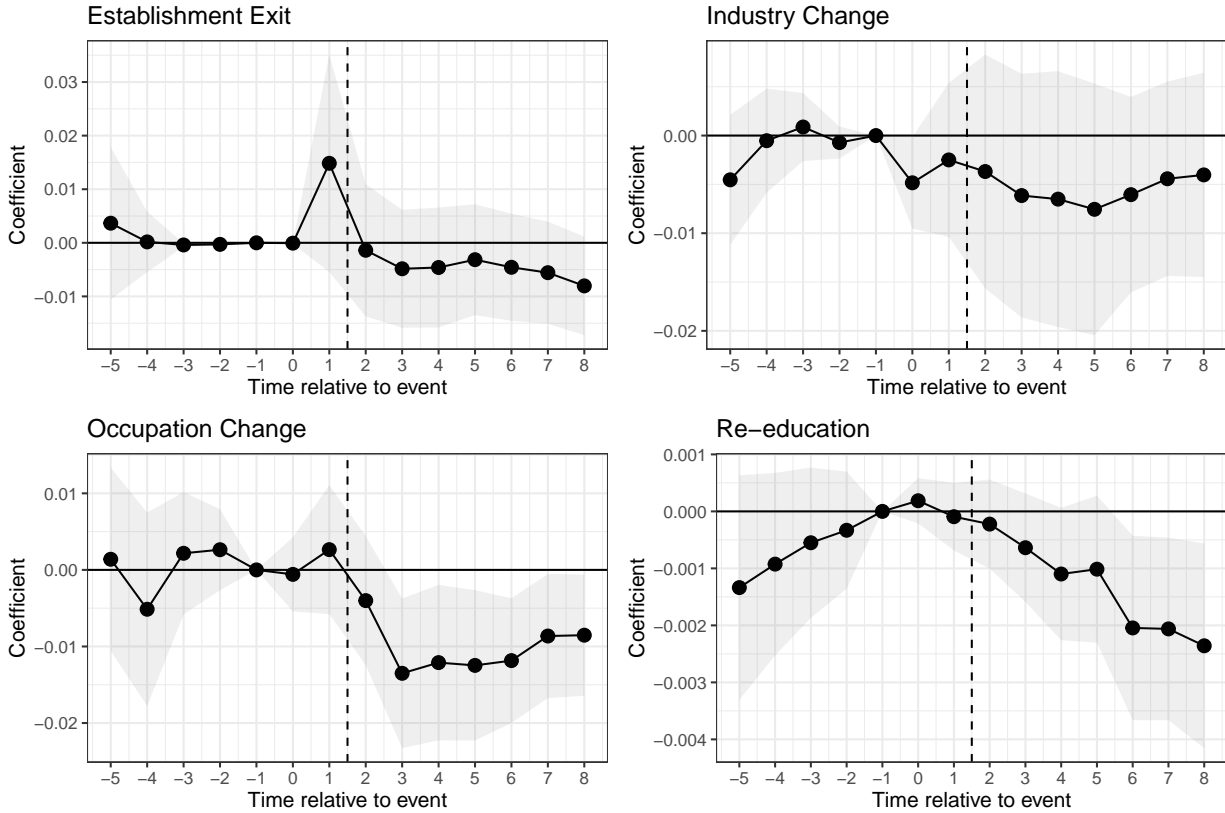 Establishment Exit
0.03
0.02
0.01
0.00
−0.01
Coefficient
−5 −4 −3 −2 −1 0 1 2 3 4 5 6 7 8
Time relative to event
Industry Change
0.00
−0.01
−0.02
Coefficient
−5 −4 −3 −2 −1 0 1 2 3 4 5 6 7 8
Time relative to event
Occupation Change
0.01
0.00
−0.01
−0.02
Coefficient
−5 −4 −3 −2 −1 0 1 2 3 4 5 6 7 8
Time relative to event
Re−education
0.001
0.000
−0.001
−0.002
−0.003
−0.004
Coefficient
−5 −4 −3 −2 −1 0 1 2 3 4 5 6 7 8
Time relative to event